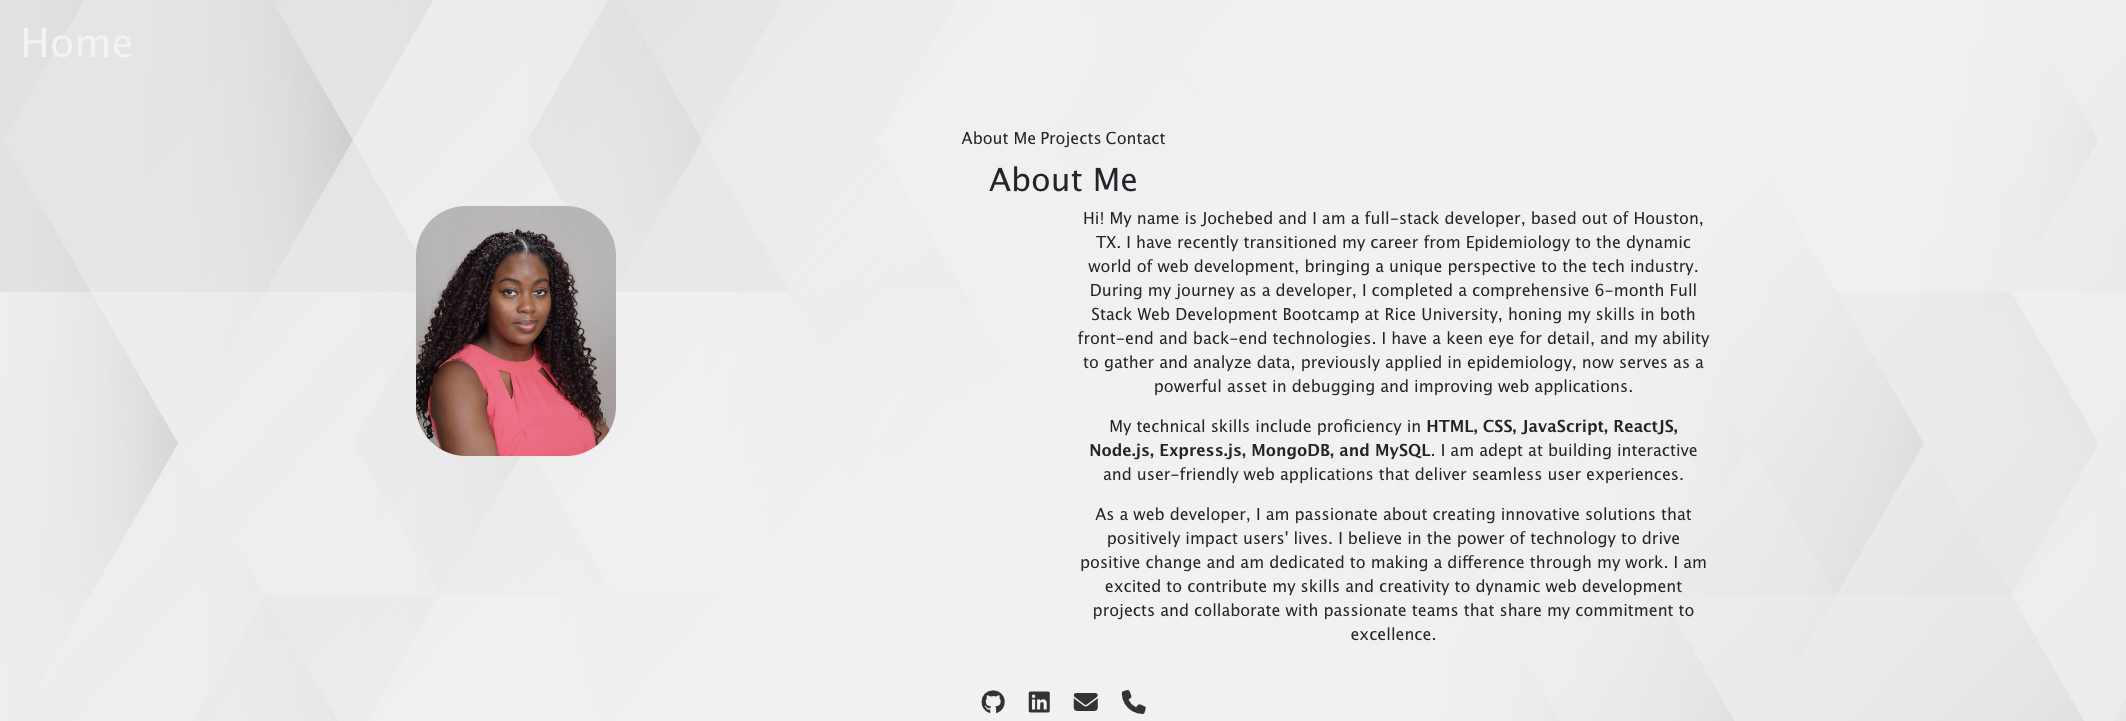 Home
About Me Projects Contact
About Me
Hi! My name is Jochebed and I am a full-stack developer, based out of Houston,
TX. I have recently transitioned my career from Epidemiology to the dynamic
world of web development, bringing a unique perspective to the tech industry.
During my journey as a developer, I completed a comprehensive 6-month Full
Stack Web Development Bootcamp at Rice University, honing my skills in both
front-end and back-end technologies. I have a keen eye for detail, and my ability
to gather and analyze data, previously applied in epidemiology, now serves as a
powerful asset in debugging and improving web applications.
My technical skills include proficiency in HTML, CSS, JavaScript, ReactJS,
Node.js, Express.js, MongoDB, and MySQL. I am adept at building interactive
and user-friendly web applications that deliver seamless user experiences.
As a web developer, I am passionate about creating innovative solutions that
positively impact users' lives. I believe in the power of technology to drive
positive change and am dedicated to making a difference through my work. I am
excited to contribute my skills and creativity to dynamic web development
projects and collaborate with passionate teams that share my commitment to
excellence.